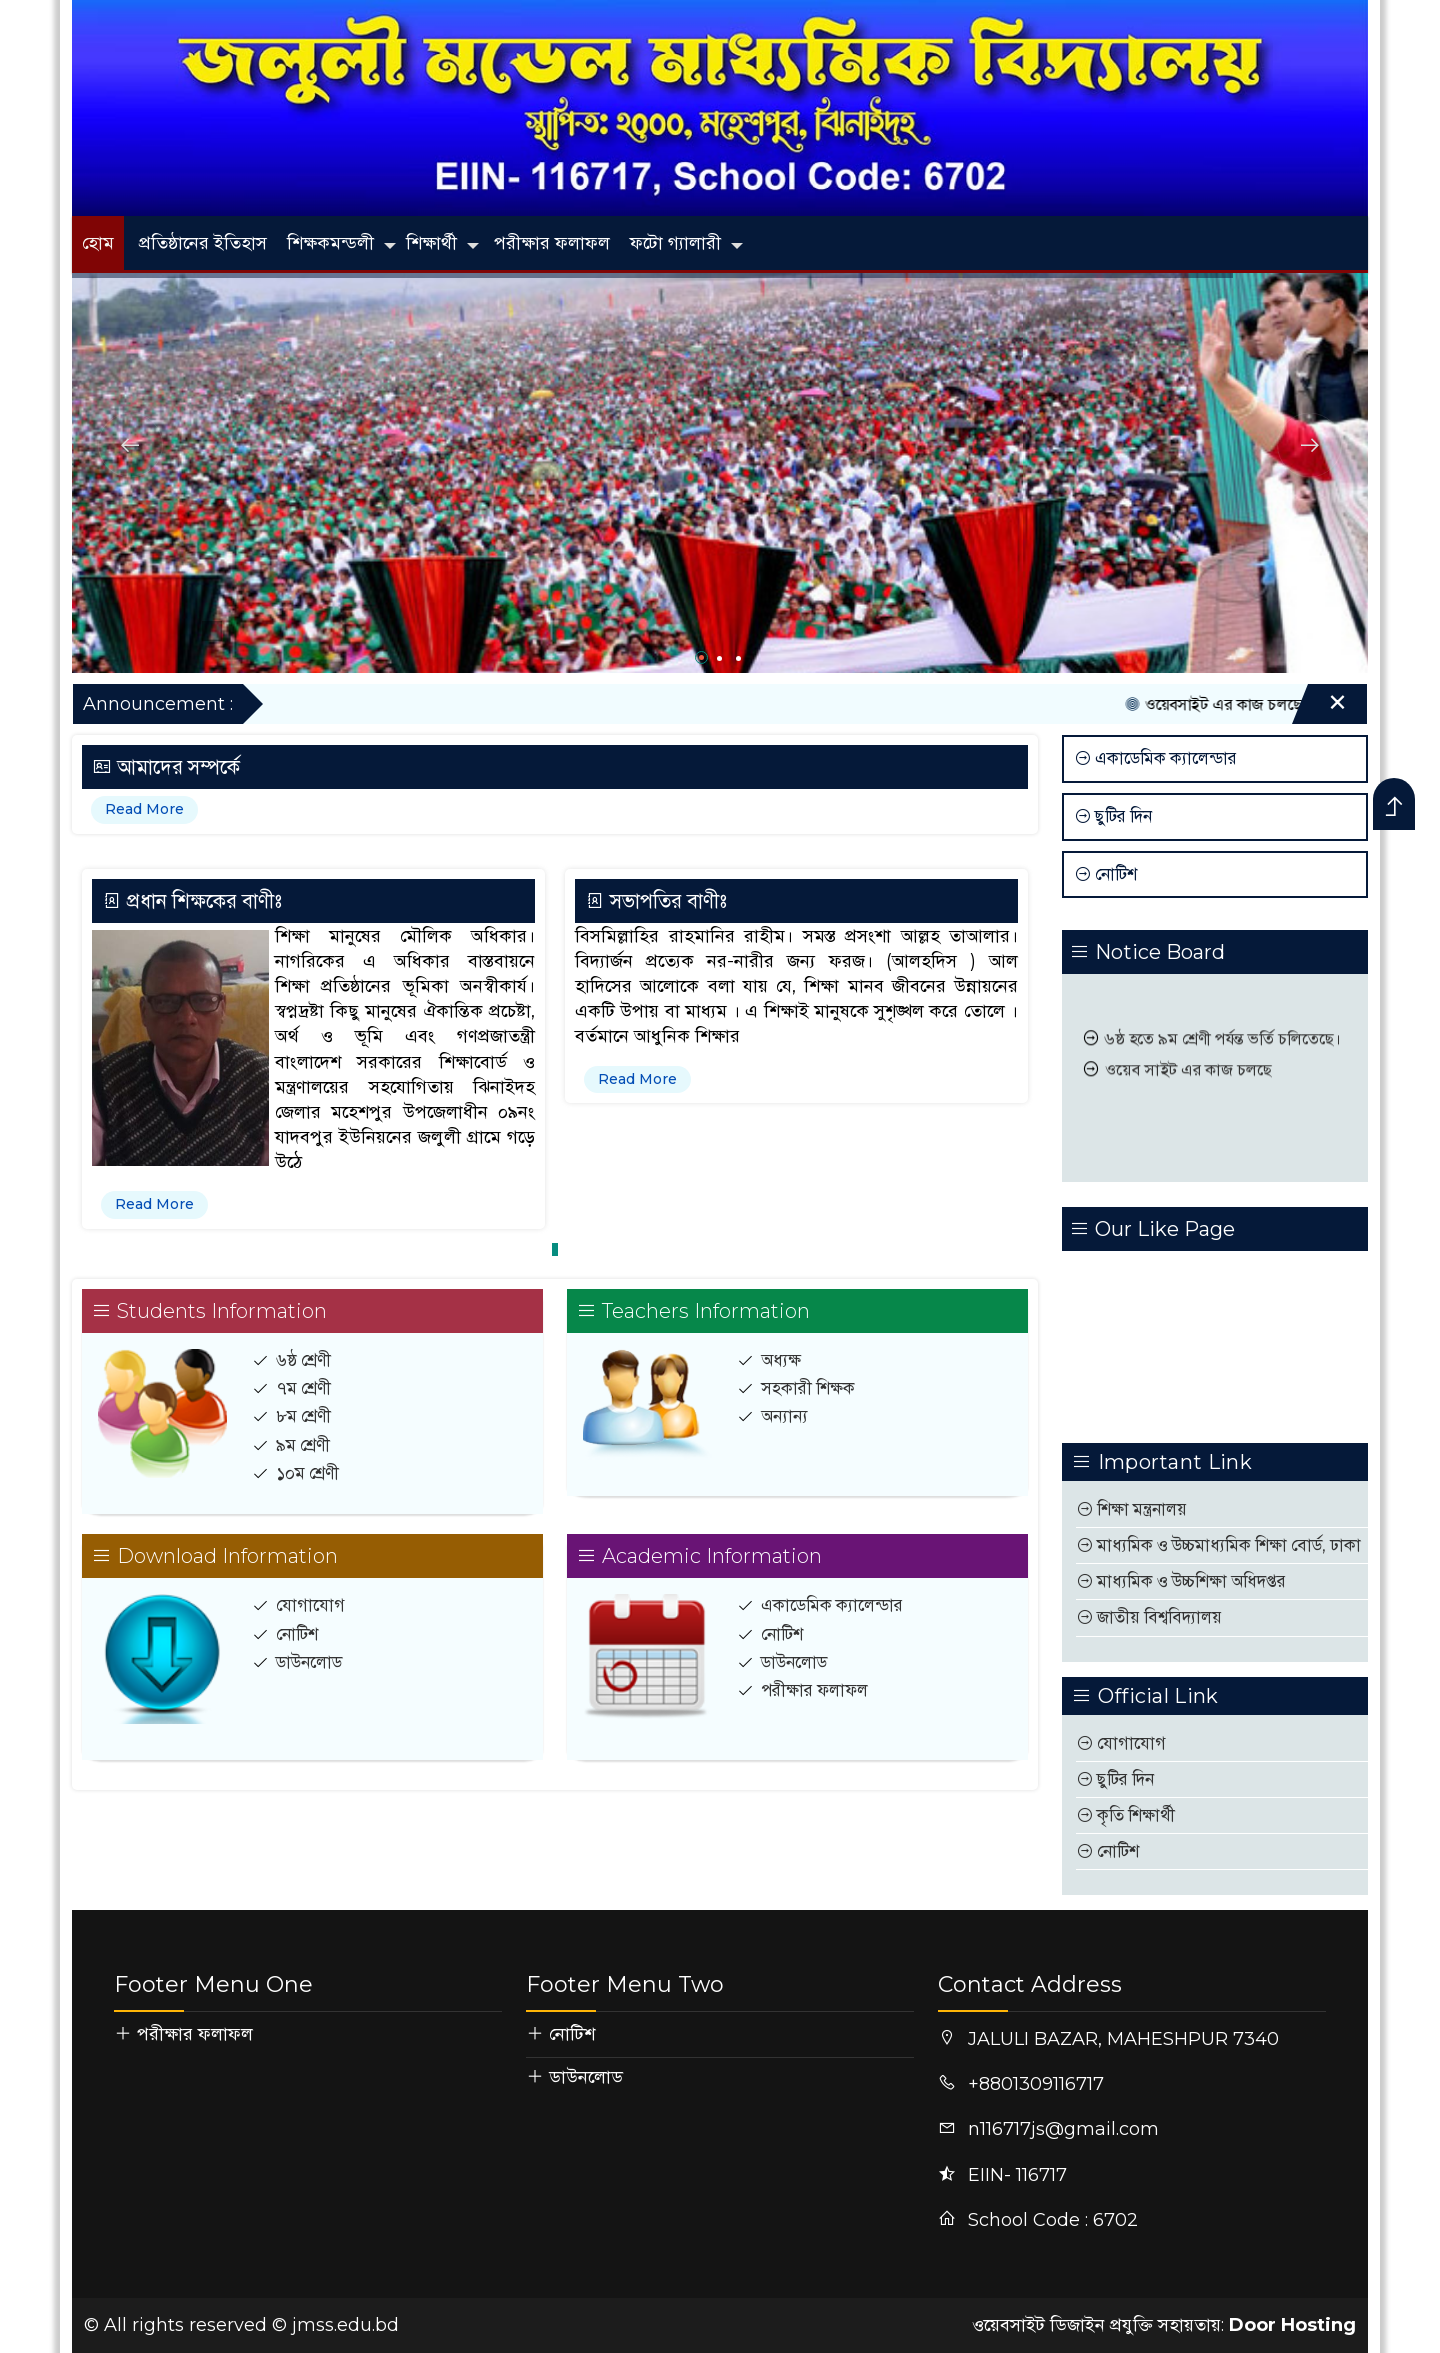 জলুলী মডেল মাধ্যমিক বিদ্যালয়
স্থাপিত: ২০০০, মহেশপুর, ঝিনাইদহ
EIIN- 116717, School Code: 6702
হোম প্রতিষ্ঠানের ইতিহাস শিক্ষকমন্ডলী শিক্ষার্থী পরীক্ষার ফলাফল ফটো গ্যালারী
Announcement :
ওয়েবসাইট এর কাজ চলছে
আমাদের সম্পর্কে
Read More
প্রধান শিক্ষকের বাণীঃ
শিক্ষা মানুষের মৌলিক অধিকার।
নাগরিকের এ অধিকার বাস্তবায়নে
শিক্ষা প্রতিষ্ঠানের ভূমিকা অনস্বীকার্য।
স্বপ্নদ্রষ্টা কিছু মানুষের ঐকান্তিক প্রচেষ্টা,
অর্থ ও ভূমি এবং গণপ্রজাতন্ত্রী
বাংলাদেশ সরকারের শিক্ষাবোর্ড ও
মন্ত্রণালয়ের সহযোগিতায় ঝিনাইদহ
জেলার মহেশপুর উপজেলাধীন ০৯নং
যাদবপুর ইউনিয়নের জলুলী গ্রামে গড়ে
উঠে
Read More
সভাপতির বাণীঃ
বিসমিল্লাহির রাহমানির রাহীম। সমস্ত প্রসংশা আল্লহ তাআলার।
বিদ্যার্জন প্রত্যেক নর-নারীর জন্য ফরজ। (আলহদিস ) আল
হাদিসের আলোকে বলা যায় যে, শিক্ষা মানব জীবনের উন্নায়নের
একটি উপায় বা মাধ্যম । এ শিক্ষাই মানুষকে সুশৃঙ্খল করে তোলে ।
বর্তমানে আধুনিক শিক্ষার
Read More
Students Information
৬ষ্ঠ শ্রেণী
৭ম শ্রেণী
৮ম শ্রেণী
৯ম শ্রেণী
১০ম শ্রেণী
Teachers Information
অধ্যক্ষ
সহকারী শিক্ষক
অন্যান্য
Download Information
যোগাযোগ
নোটিশ
ডাউনলোড
Academic Information
একাডেমিক ক্যালেন্ডার
নোটিশ
ডাউনলোড
পরীক্ষার ফলাফল
একাডেমিক ক্যালেন্ডার
ছুটির দিন
নোটিশ
Notice Board
৬ষ্ঠ হতে ৯ম শ্রেণী পর্যন্ত ভর্তি চলিতেছে।
ওয়েব সাইট এর কাজ চলছে
Our Like Page
Important Link
শিক্ষা মন্ত্রনালয়
মাধ্যমিক ও উচ্চমাধ্যমিক শিক্ষা বোর্ড, ঢাকা
মাধ্যমিক ও উচ্চশিক্ষা অধিদপ্তর
জাতীয় বিশ্ববিদ্যালয়
Official Link
যোগাযোগ
ছুটির দিন
কৃতি শিক্ষার্থী
নোটিশ
Footer Menu One
পরীক্ষার ফলাফল
Footer Menu Two
নোটিশ
ডাউনলোড
Contact Address
JALULI BAZAR, MAHESHPUR 7340
+8801309116717
n116717js@gmail.com
EIIN- 116717
School Code : 6702
© All rights reserved © jmss.edu.bd
ওয়েবসাইট ডিজাইন প্রযুক্তি সহায়তায়: Door Hosting